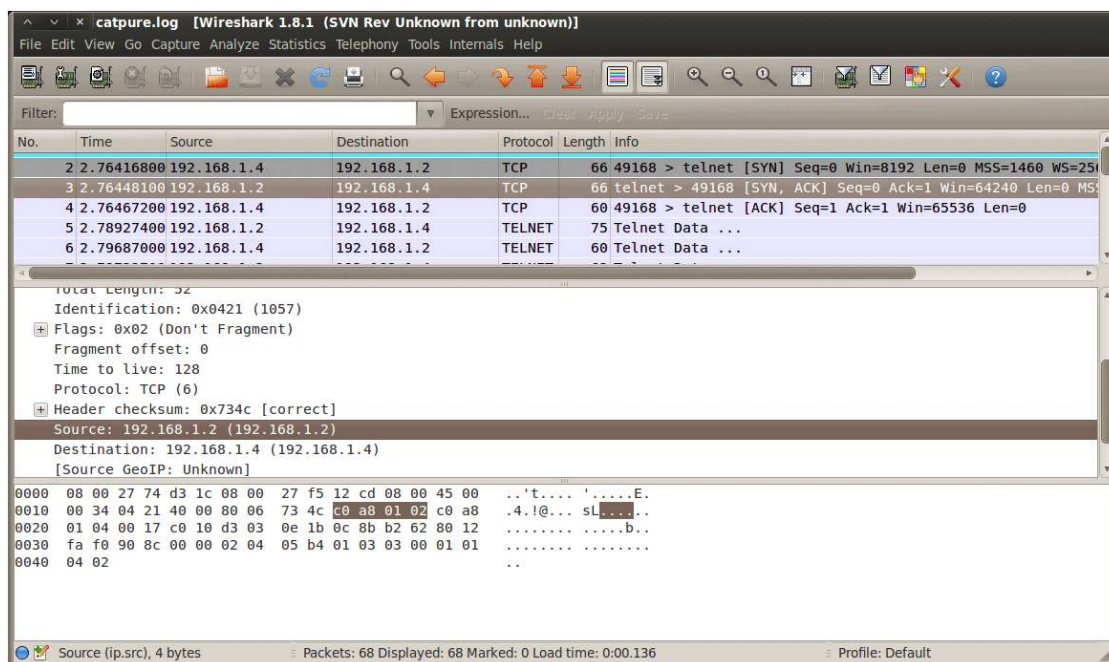 catpure.log [Wireshark 1.8.1 (SVN Rev Unknown from unknown)]
File Edit View Go Capture Analyze Statistics Telephony Tools Internals Help
Filter: Expression... Clear Apply Save
No. Time Source Destination Protocol Length Info
2 2.76416800 192.168.1.4 192.168.1.2 TCP 66 49168 > telnet [SYN] Seq=0 Win=8192 Len=0 MSS=1460 WS=256
3 2.76448100 192.168.1.2 192.168.1.4 TCP 66 telnet > 49168 [SYN, ACK] Seq=0 Ack=1 Win=64240 Len=0 MSS
4 2.76467200 192.168.1.4 192.168.1.2 TCP 60 49168 > telnet [ACK] Seq=1 Ack=1 Win=65536 Len=0
5 2.78927400 192.168.1.2 192.168.1.4 TELNET 75 Telnet Data ...
6 2.79687000 192.168.1.4 192.168.1.2 TELNET 60 Telnet Data ...
Total Length: 52
Identification: 0x0421 (1057)
Flags: 0x02 (Don't Fragment)
Fragment offset: 0
Time to live: 128
Protocol: TCP (6)
Header checksum: 0x734c [correct]
Source: 192.168.1.2 (192.168.1.2)
Destination: 192.168.1.4 (192.168.1.4)
[Source GeoIP: Unknown]
0000 08 00 27 74 d3 1c 08 00 27 f5 12 cd 08 00 45 00 ..'t.... '.....E.
0010 00 34 04 21 40 00 80 06 73 4c c0 a8 01 02 c0 a8 .4.!@... sL......
0020 01 04 00 17 c0 10 d3 03 0e 1b 0c 8b b2 62 80 12 ........ .....b..
0030 fa f0 90 8c 00 00 02 04 05 b4 01 03 03 00 01 01 ........ ........
0040 04 02 ..
Source (ip.src), 4 bytes Packets: 68 Displayed: 68 Marked: 0 Load time: 0:00.136 Profile: Default